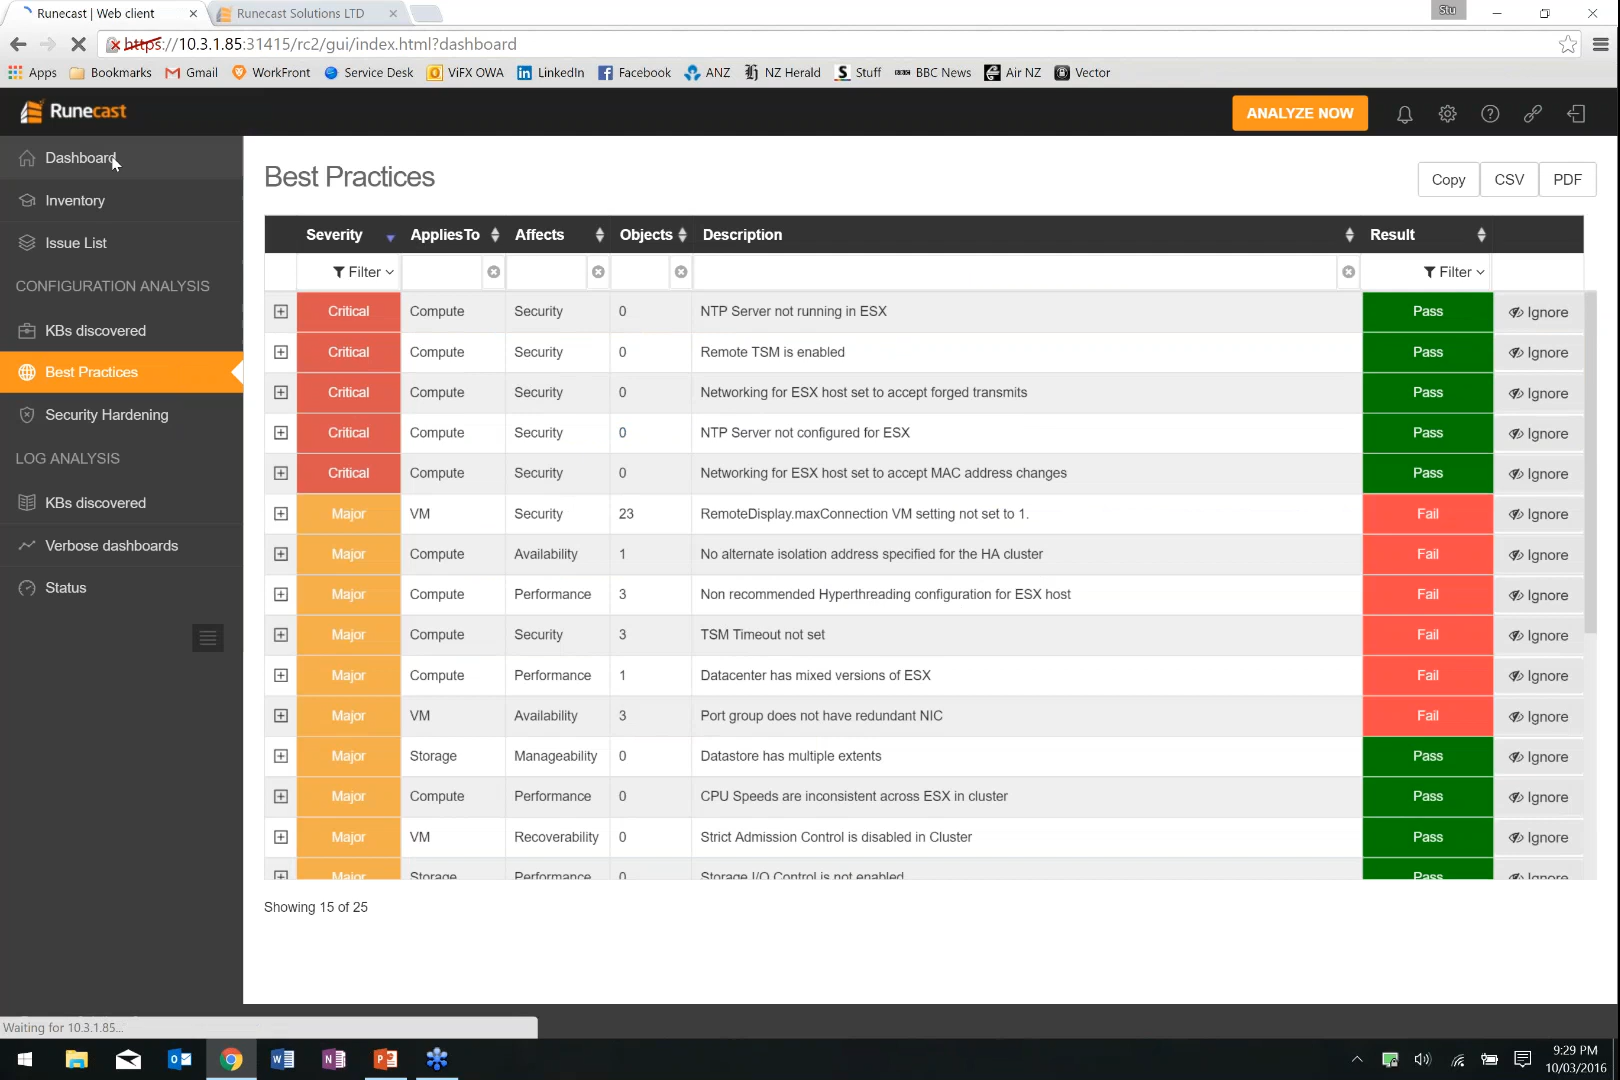 Runecast | Web client
Runecast Solutions LTD
Stu
https://10.3.1.85:31415/rc2/gui/index.html?dashboard
Apps Bookmarks Gmail WorkFront Service Desk ViFX OWA LinkedIn Facebook ANZ NZ Herald Stuff BBC News Air NZ Vector
Runecast
ANALYZE NOW
Dashboard
Inventory
Issue List
CONFIGURATION ANALYSIS
KBs discovered
Best Practices
Security Hardening
LOG ANALYSIS
KBs discovered
Verbose dashboards
Status
Best Practices
Copy CSV PDF
Severity AppliesTo Affects Objects Description Result
Filter Filter
Critical Compute Security 0 NTP Server not running in ESX Pass Ignore
Critical Compute Security 0 Remote TSM is enabled Pass Ignore
Critical Compute Security 0 Networking for ESX host set to accept forged transmits Pass Ignore
Critical Compute Security 0 NTP Server not configured for ESX Pass Ignore
Critical Compute Security 0 Networking for ESX host set to accept MAC address changes Pass Ignore
Major VM Security 23 RemoteDisplay.maxConnection VM setting not set to 1. Fail Ignore
Major Compute Availability 1 No alternate isolation address specified for the HA cluster Fail Ignore
Major Compute Performance 3 Non recommended Hyperthreading configuration for ESX host Fail Ignore
Major Compute Security 3 TSM Timeout not set Fail Ignore
Major Compute Performance 1 Datacenter has mixed versions of ESX Fail Ignore
Major VM Availability 3 Port group does not have redundant NIC Fail Ignore
Major Storage Manageability 0 Datastore has multiple extents Pass Ignore
Major Compute Performance 0 CPU Speeds are inconsistent across ESX in cluster Pass Ignore
Major VM Recoverability 0 Strict Admission Control is disabled in Cluster Pass Ignore
Major Storage Performance 0 Storage I/O Control is not enabled Pass Ignore
Showing 15 of 25
Waiting for 10.3.1.85...
9:29 PM
10/03/2016